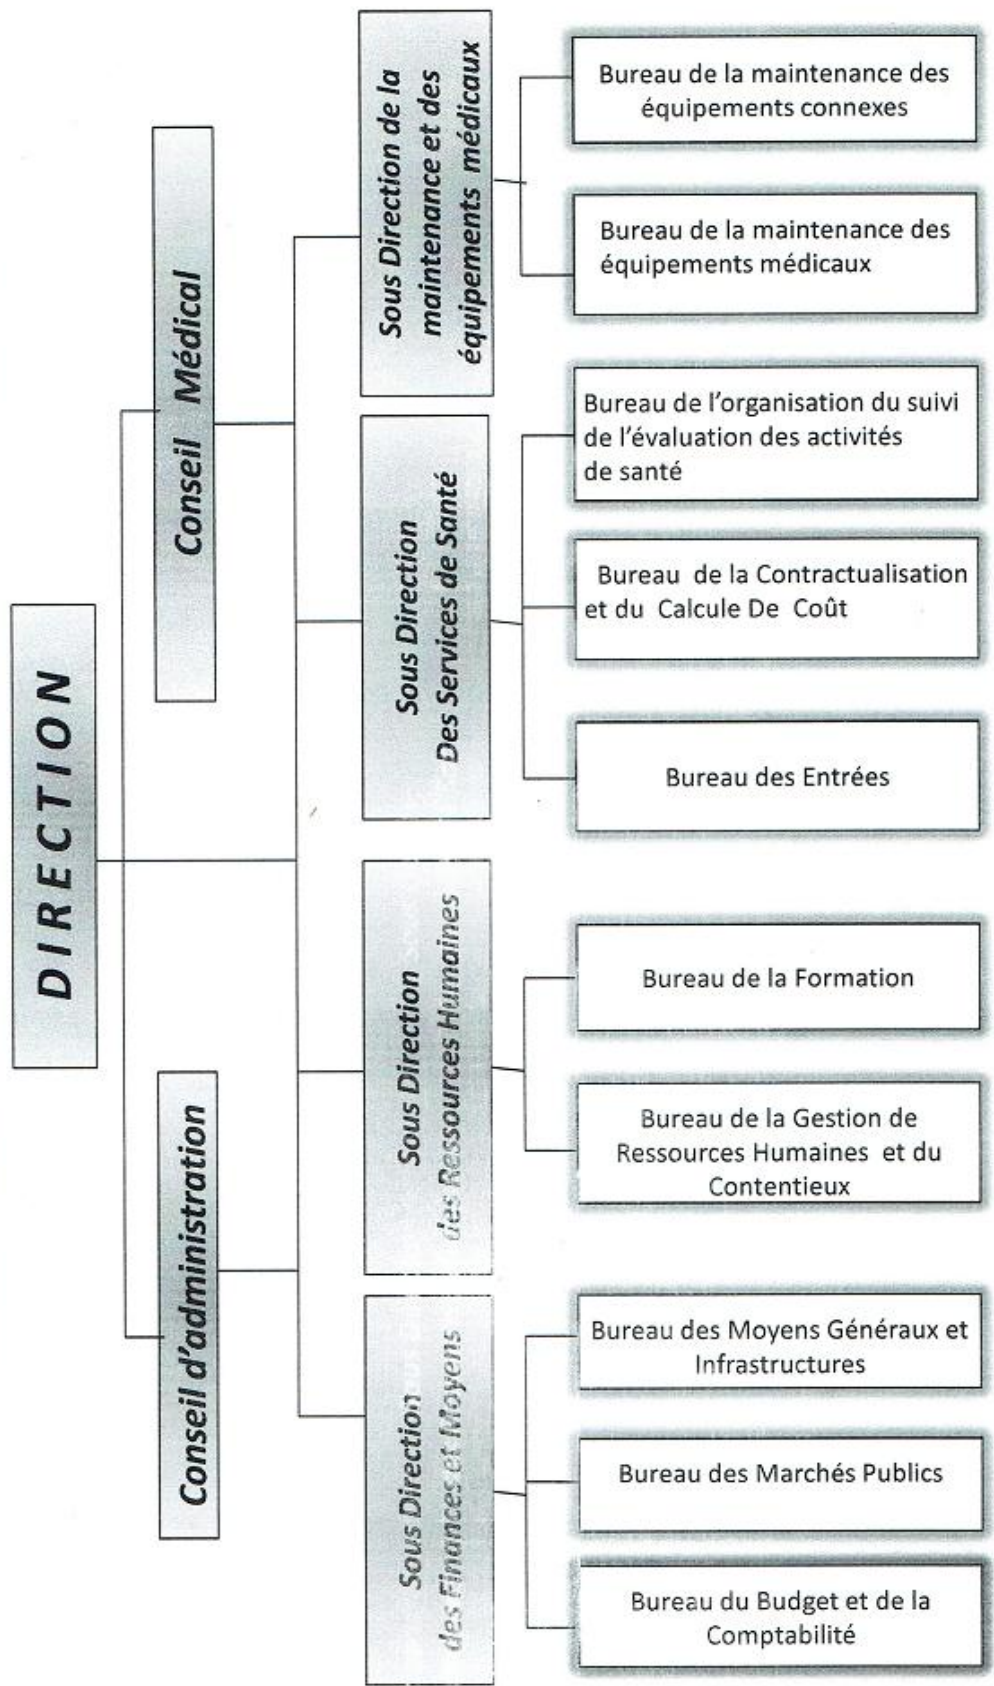 DIRECTION
Conseil d'administration
Conseil Médical
Sous Direction
des Finances et Moyens
Sous Direction
des Ressources Humaines
Sous Direction
Des Services de Santé
Sous Direction de la
maintenance et des
équipements médicaux
Bureau du Budget et de la
Comptabilité
Bureau des Marchés Publics
Bureau des Moyens Généraux et
Infrastructures
Bureau de la Gestion de
Ressources Humaines et du
Contentieux
Bureau de la Formation
Bureau des Entrées
Bureau de la Contractualisation
et du Calcule De Coût
Bureau de l'organisation du suivi
de l'évaluation des activités
de santé
Bureau de la maintenance des
équipements médicaux
Bureau de la maintenance des
équipements connexes